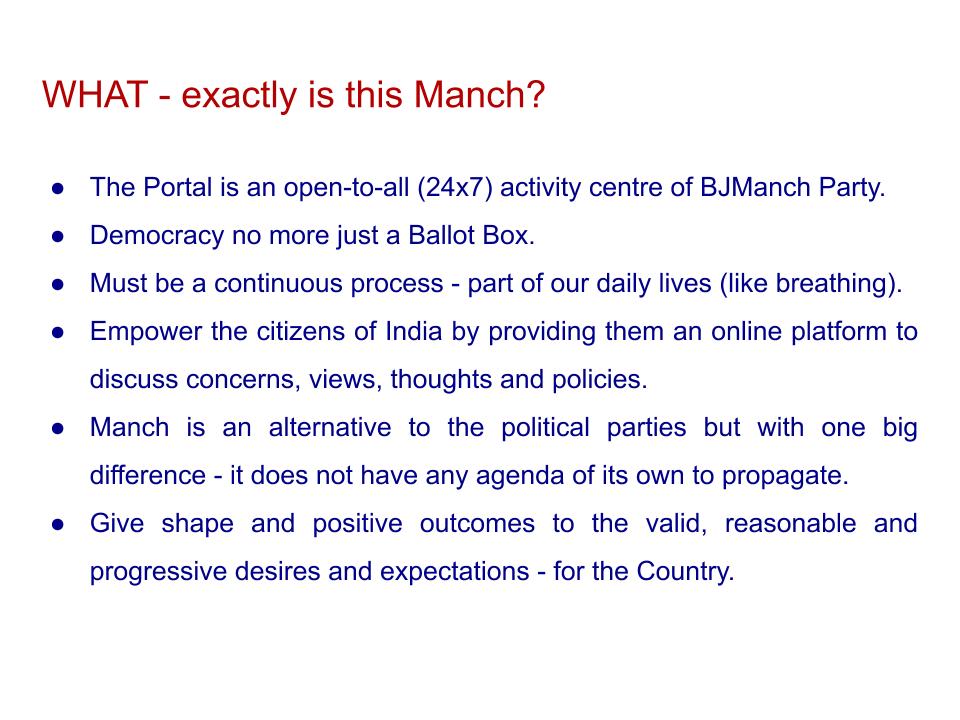 WHAT - exactly is this Manch?
● The Portal is an open-to-all (24x7) activity centre of BJManch Party.
● Democracy no more just a Ballot Box.
● Must be a continuous process - part of our daily lives (like breathing).
● Empower the citizens of India by providing them an online platform to
discuss concerns, views, thoughts and policies.
● Manch is an alternative to the political parties but with one big
difference - it does not have any agenda of its own to propagate.
● Give shape and positive outcomes to the valid, reasonable and
progressive desires and expectations - for the Country.